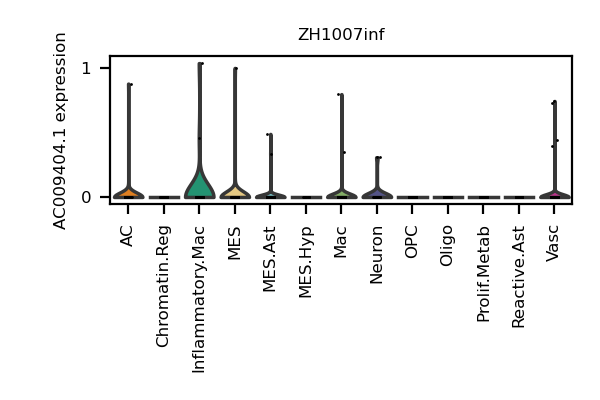 ZH1007inf
AC009404.1 expression
1
0
AC
Chromatin.Reg
Inflammatory.Mac
MES
MES.Ast
MES.Hyp
Mac
Neuron
OPC
Oligo
Prolif.Metab
Reactive.Ast
Vasc